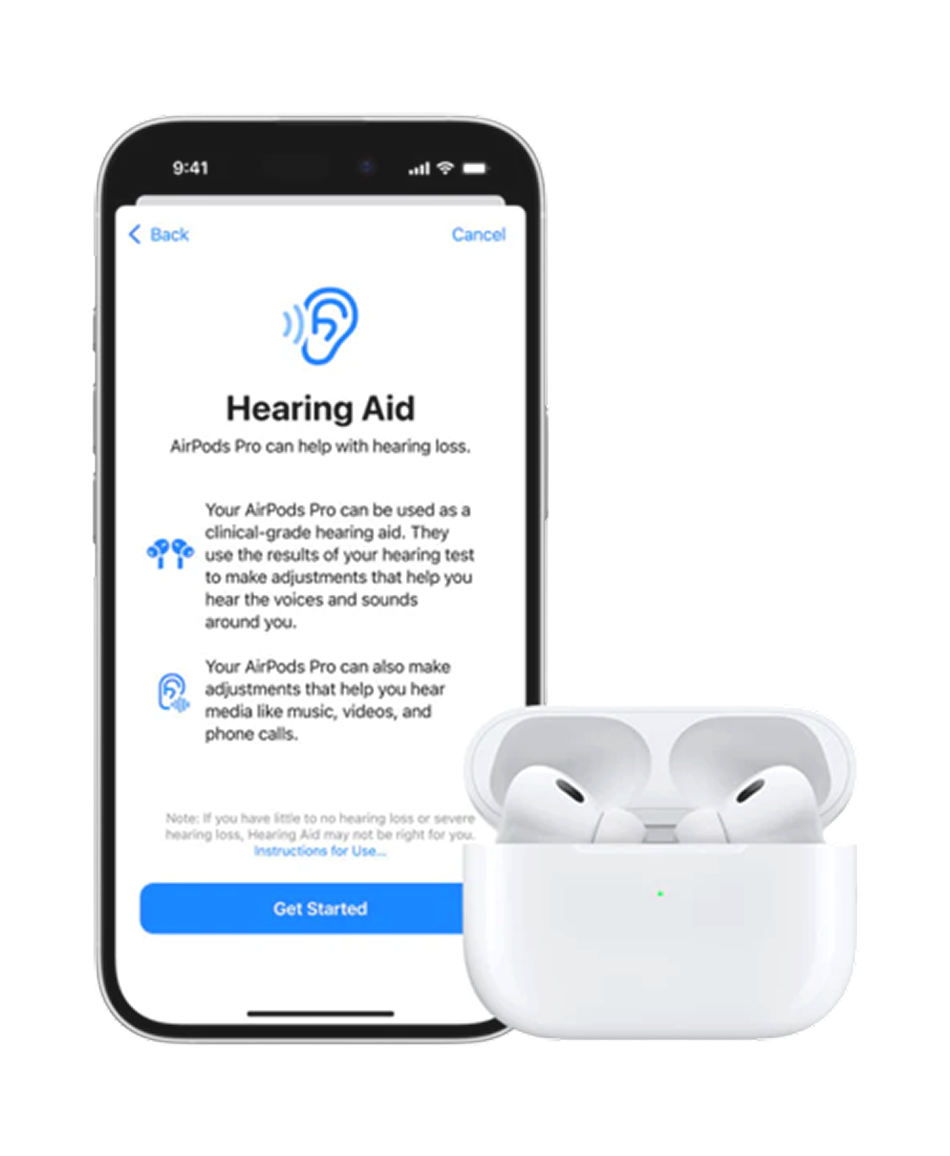 9:41
Back
Cancel
Hearing Aid
AirPods Pro can help with hearing loss.
Your AirPods Pro can be used as a
clinical-grade hearing aid. They
use the results of your hearing test
to make adjustments that help you
hear the voices and sounds
around you.
Your AirPods Pro can also make
adjustments that help you hear
media like music, videos, and
phone calls.
Note: If you have little to no hearing loss or severe
hearing loss, Hearing Aid may not be right for you.
Instructions for Use...
Get Started